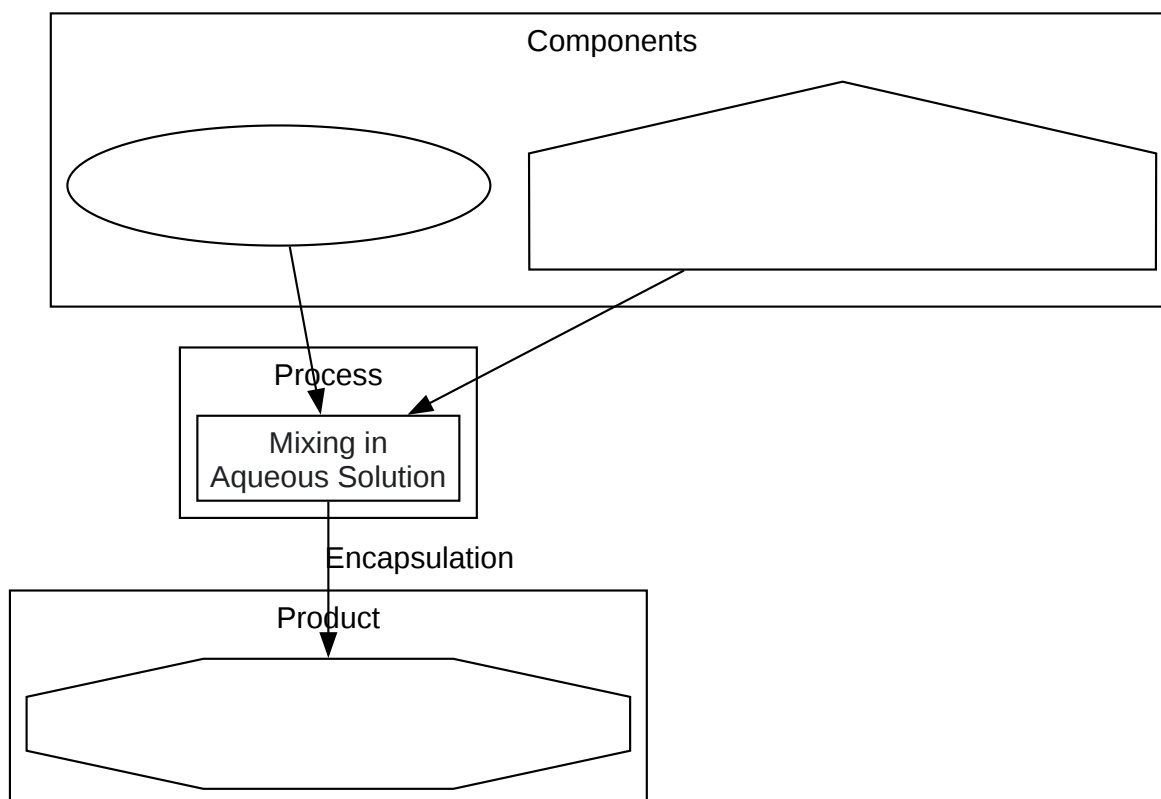 Components
Process
Mixing in
Aqueous Solution
Encapsulation
Product